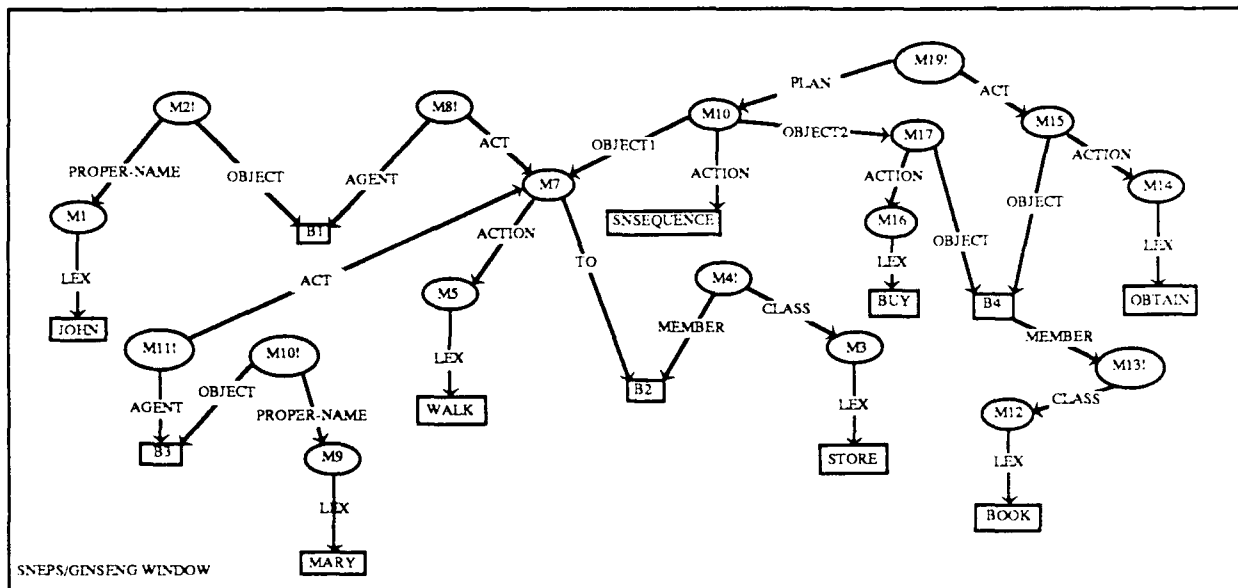 M19!
PLAN
ACT
M2!
M8!
M10
M17
M15
ACT
OBJECT1
OBJECT2
PROPER-NAME
OBJECT
AGENT
M7
ACTION
ACTION
ACTION
M14
M1
B1
SNSEQUENCE
M16
OBJECT
OBJECT
ACTION
TO
LEX
ACT
M5
M4!
LEX
LEX
JOHN
CLASS
BUY
B4
OBTAIN
M11!
M10!
LEX
MEMBER
M3
MEMBER
M13!
AGENT
OBJECT
PROPER-NAME
WALK
B2
LEX
M12
CLASS
B3
M9
STORE
LEX
LEX
BOOK
MARY
SNEPS/GINSENG WINDOW